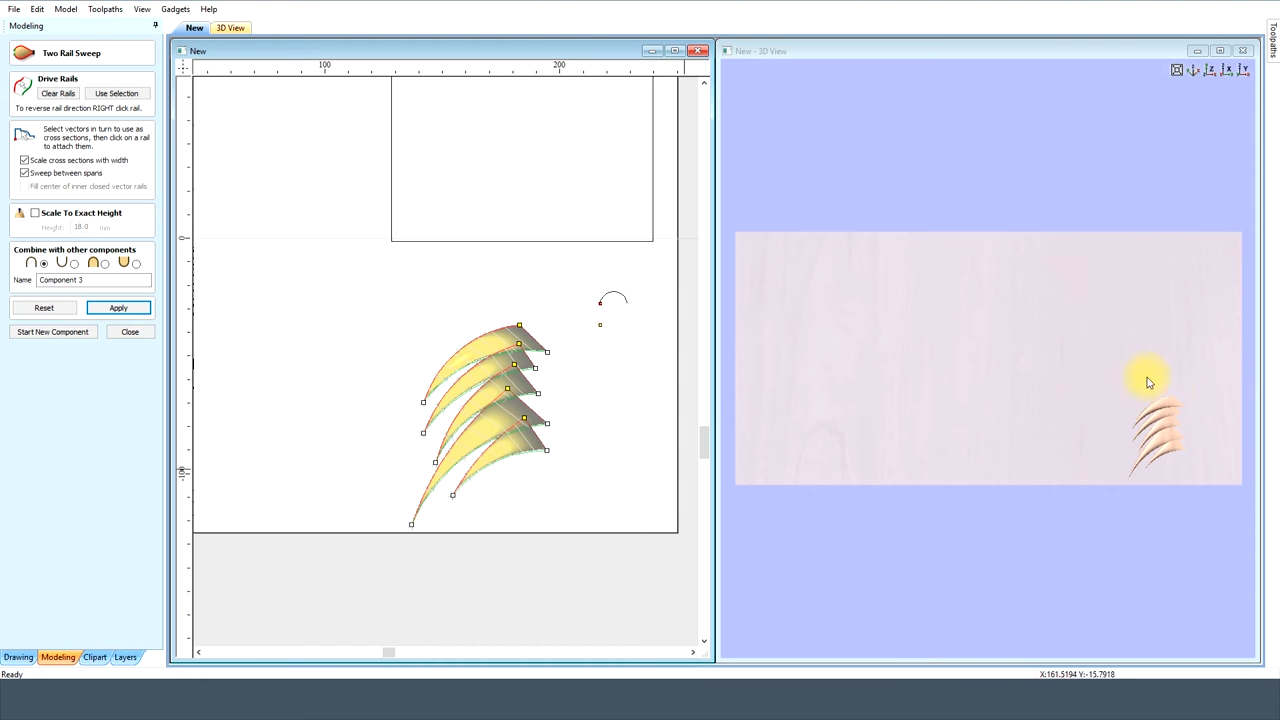 File Edit Model Toolpaths View Gadgets Help
Modeling
New 3D View
New
New - 3D View
Toolpaths
Two Rail Sweep
Drive Rails
Clear Rails Use Selection
To reverse rail direction RIGHT click rail.
Select vectors in turn to use as
cross sections, then click on a rail
to attach them.
Scale cross sections with width
Sweep between spans
Fill center of inner closed vector rails
Scale To Exact Height
Height: 18.0 mm
Combine with other components
Name Component 3
Reset Apply
Start New Component Close
100 200
0
-100
Drawing Modeling Clipart Layers
Ready
X:161.5194 Y:-15.7918